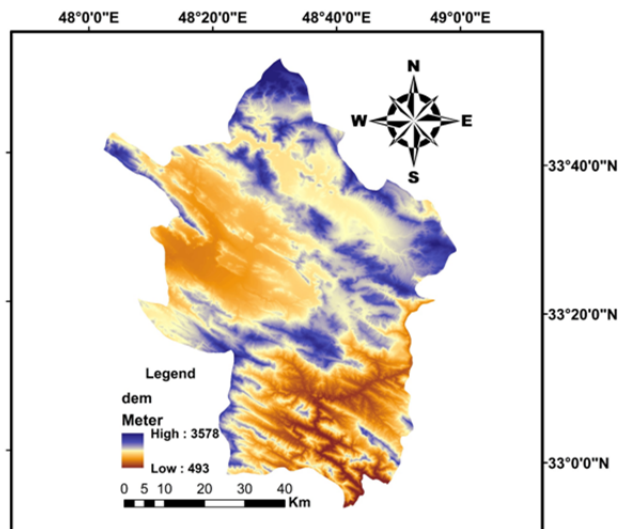 48°0'0"E 48°20'0"E 48°40'0"E 49°0'0"E
N
W E
S
33°40'0"N
33°20'0"N
Legend
dem
Meter
High : 3578
Low : 493
33°0'0"N
0 5 10 20 30 40
Km